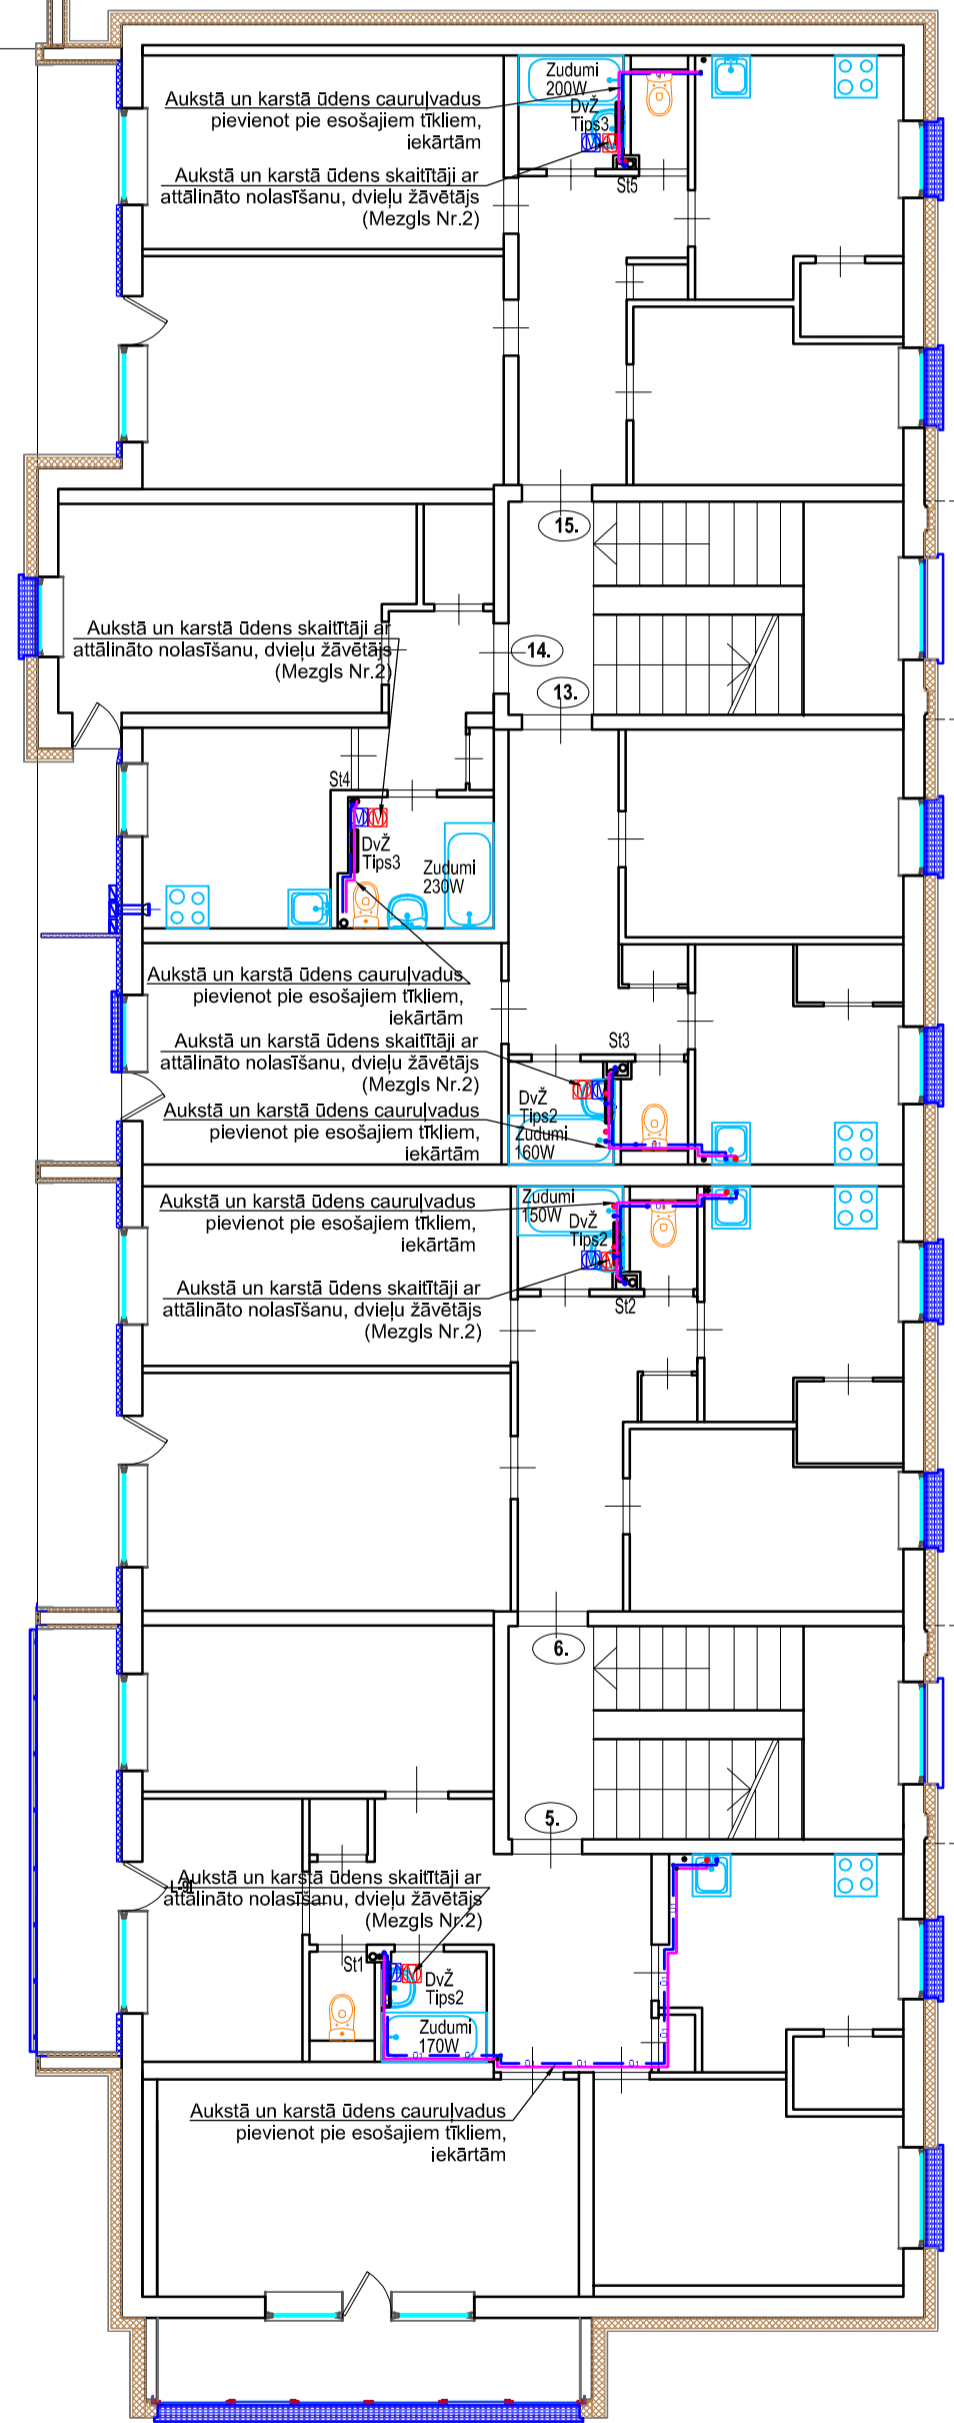 Zudumi
200W
DvŽ
Tips3
Aukstā un karstā ūdens cauruļvadus
pievienot pie esošajiem tīkliem,
iekārtām
Aukstā un karstā ūdens skaitītāji ar
attālināto nolasīšanu, dvieļu žāvētājs
(Mezgls Nr.2)
M M
St5
15.
14.
13.
Aukstā un karstā ūdens skaitītāji ar
attālināto nolasīšanu, dvieļu žāvētājs
(Mezgls Nr.2)
St4
M M
DvŽ
Tips3
Zudumi
230W
Aukstā un karstā ūdens cauruļvadus
pievienot pie esošajiem tīkliem,
iekārtām
Aukstā un karstā ūdens skaitītāji ar
attālināto nolasīšanu, dvieļu žāvētājs
(Mezgls Nr.2)
St3
M M
DvŽ
Tips2
Zudumi
160W
Aukstā un karstā ūdens cauruļvadus
pievienot pie esošajiem tīkliem,
iekārtām
Aukstā un karstā ūdens cauruļvadus
pievienot pie esošajiem tīkliem,
iekārtām
Zudumi
150W
DvŽ
Tips2
M M
Aukstā un karstā ūdens skaitītāji ar
attālināto nolasīšanu, dvieļu žāvētājs
(Mezgls Nr.2)
St2
6.
5.
Aukstā un karstā ūdens skaitītāji ar
attālināto nolasīšanu, dvieļu žāvētājs
(Mezgls Nr.2)
St1
M M
DvŽ
Tips2
Zudumi
170W
Aukstā un karstā ūdens cauruļvadus
pievienot pie esošajiem tīkliem,
iekārtām